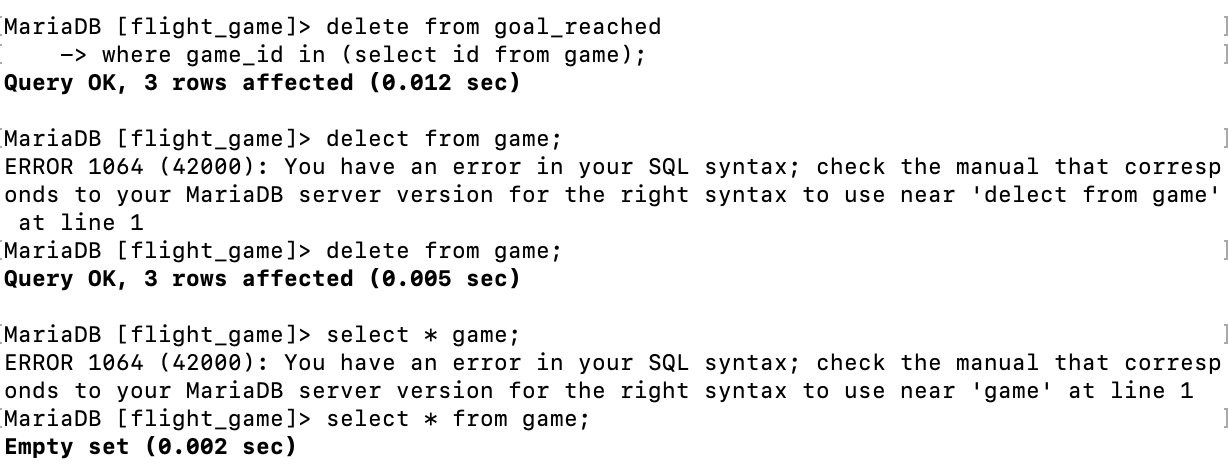 [MariaDB [flight_game]> delete from goal_reached ]
[    -> where game_id in (select id from game); ]
Query OK, 3 rows affected (0.012 sec)
[MariaDB [flight_game]> delect from game; ]
ERROR 1064 (42000): You have an error in your SQL syntax; check the manual that corresp
onds to your MariaDB server version for the right syntax to use near 'delect from game'
 at line 1
[MariaDB [flight_game]> delete from game; ]
Query OK, 3 rows affected (0.005 sec)
[MariaDB [flight_game]> select * game; ]
ERROR 1064 (42000): You have an error in your SQL syntax; check the manual that corresp
onds to your MariaDB server version for the right syntax to use near 'game' at line 1
[MariaDB [flight_game]> select * from game; ]
Empty set (0.002 sec)